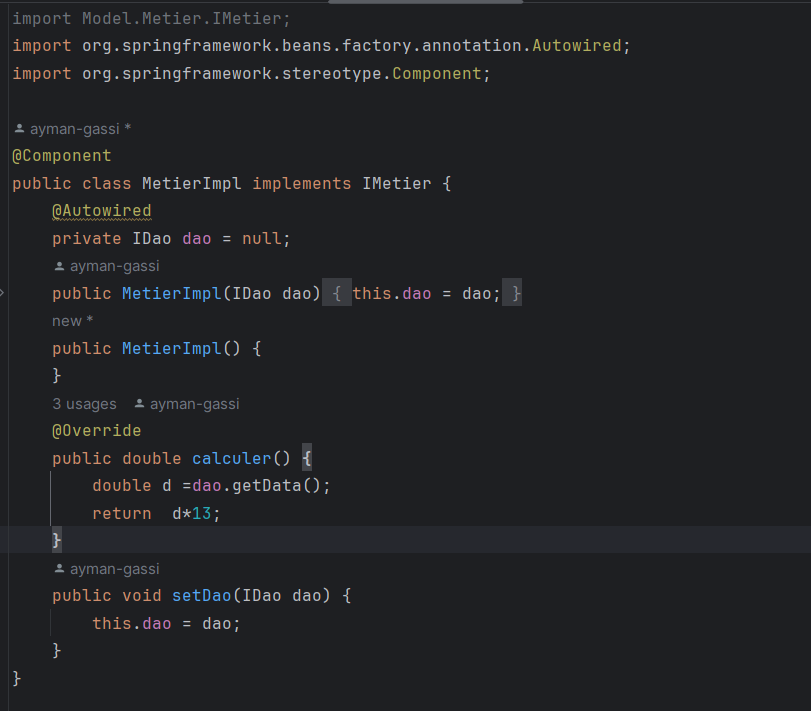 import Model.Metier.IMetier;
import org.springframework.beans.factory.annotation.Autowired;
import org.springframework.stereotype.Component;
ayman-gassi *
@Component
public class MetierImpl implements IMetier {
    @Autowired
    private IDao dao = null;
    ayman-gassi
    public MetierImpl(IDao dao) { this.dao = dao; }
    new *
    public MetierImpl() {
    }
    3 usages ayman-gassi
    @Override
    public double calculer() {
        double d =dao.getData();
        return  d*13;
    }
    ayman-gassi
    public void setDao(IDao dao) {
        this.dao = dao;
    }
}